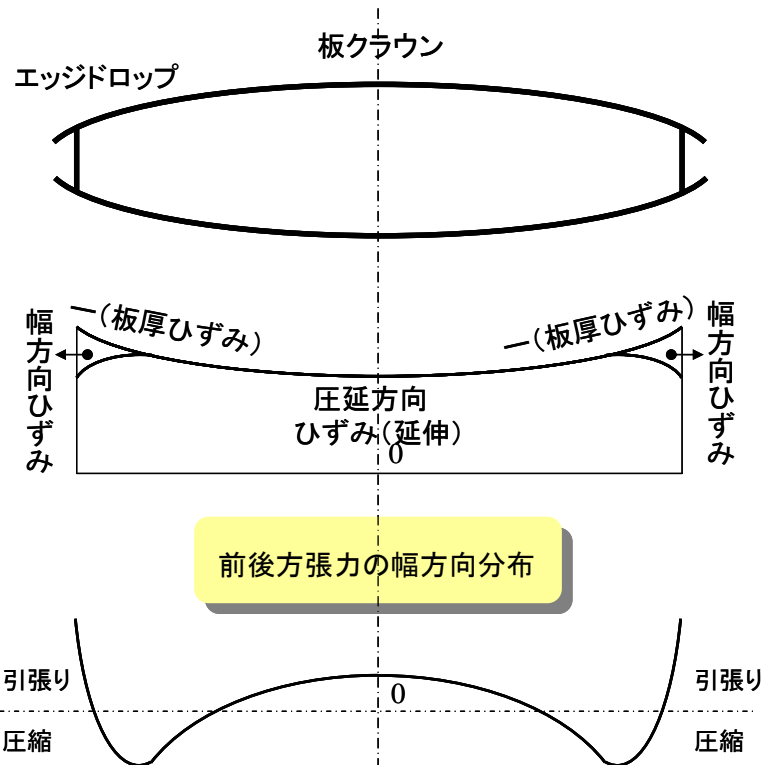 板クラウン
エッジドロップ
ー(板厚ひずみ)
ー(板厚ひずみ)
幅方向ひずみ
幅方向ひずみ
圧延方向
ひずみ(延伸)
0
前後方張力の幅方向分布
引張り
0
引張り
圧縮
圧縮